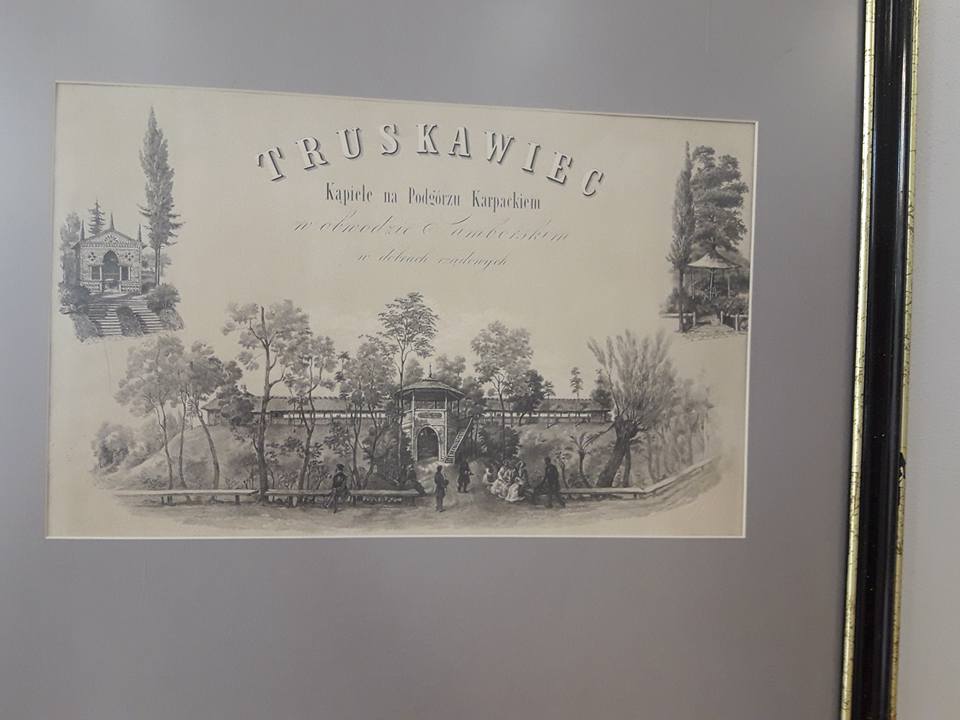 TRUSKAWIEC
Kąpiele na Podgórzu Karpackiem
w obwodzie Samborskim
w dobrach rządowych